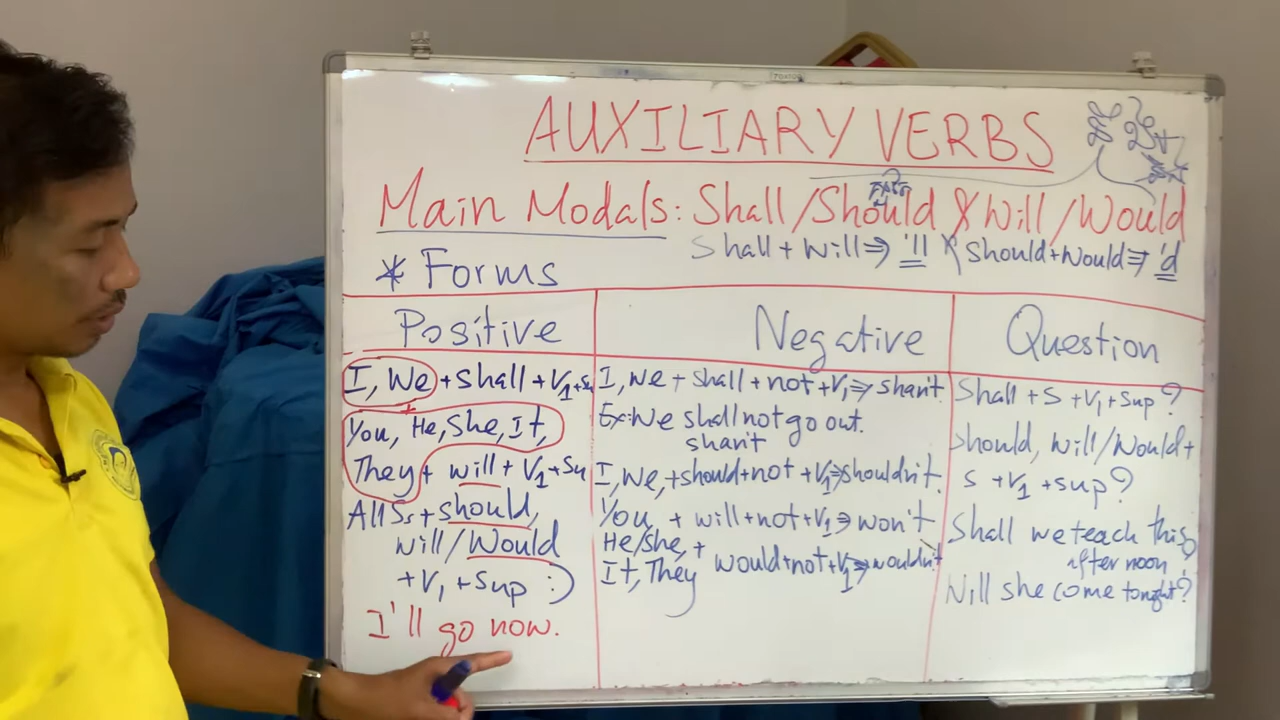 AUXILIARY VERBS
Main Modals: Shall/Should & Will/Would
Shall + Will ⇒ 'll & Should+Would ⇒ 'd
* Forms
Positive
I, We + shall + V1 + Su
You, He, She, It,
They + will + V1 + Su
All Ss + should,
will/Would
+ V1 + Sup :)
I'll go now.
Negative
I, we + shall + not + V1 ⇒ shan't
Ex: We shall not go out.
shan't
I, We, + should + not + V1 ⇒ shouldn't.
You, + will + not + V1 ⇒ won't
He/she, +
It, They would + not + V1 ⇒ wouldn't
Question
Shall + S + V1 + Sup ?
Should, will/Would +
S + V1 + sup ?
Shall we teach this
after noon ?
Will she come tonight?